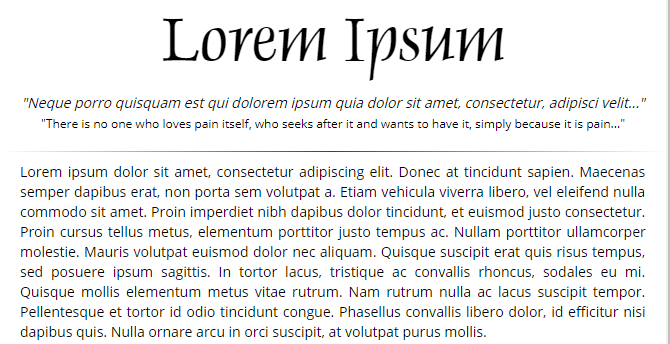 Lorem Ipsum
"Neque porro quisquam est qui dolorem ipsum quia dolor sit amet, consectetur, adipisci velit..."
"There is no one who loves pain itself, who seeks after it and wants to have it, simply because it is pain..."
Lorem ipsum dolor sit amet, consectetur adipiscing elit. Donec at tincidunt sapien. Maecenas
semper dapibus erat, non porta sem volutpat a. Etiam vehicula viverra libero, vel eleifend nulla
commodo sit amet. Proin imperdiet nibh dapibus dolor tincidunt, et euismod justo consectetur.
Proin cursus tellus metus, elementum porttitor justo tempus ac. Nullam porttitor ullamcorper
molestie. Mauris volutpat euismod dolor nec aliquam. Quisque suscipit erat quis risus tempus,
sed posuere ipsum sagittis. In tortor lacus, tristique ac convallis rhoncus, sodales eu mi.
Quisque mollis elementum metus vitae rutrum. Nam rutrum nulla ac lacus suscipit tempor.
Pellentesque et tortor id odio tincidunt congue. Phasellus convallis libero dolor, id efficitur nisi
dapibus quis. Nulla ornare arcu in orci suscipit, at volutpat purus mollis.